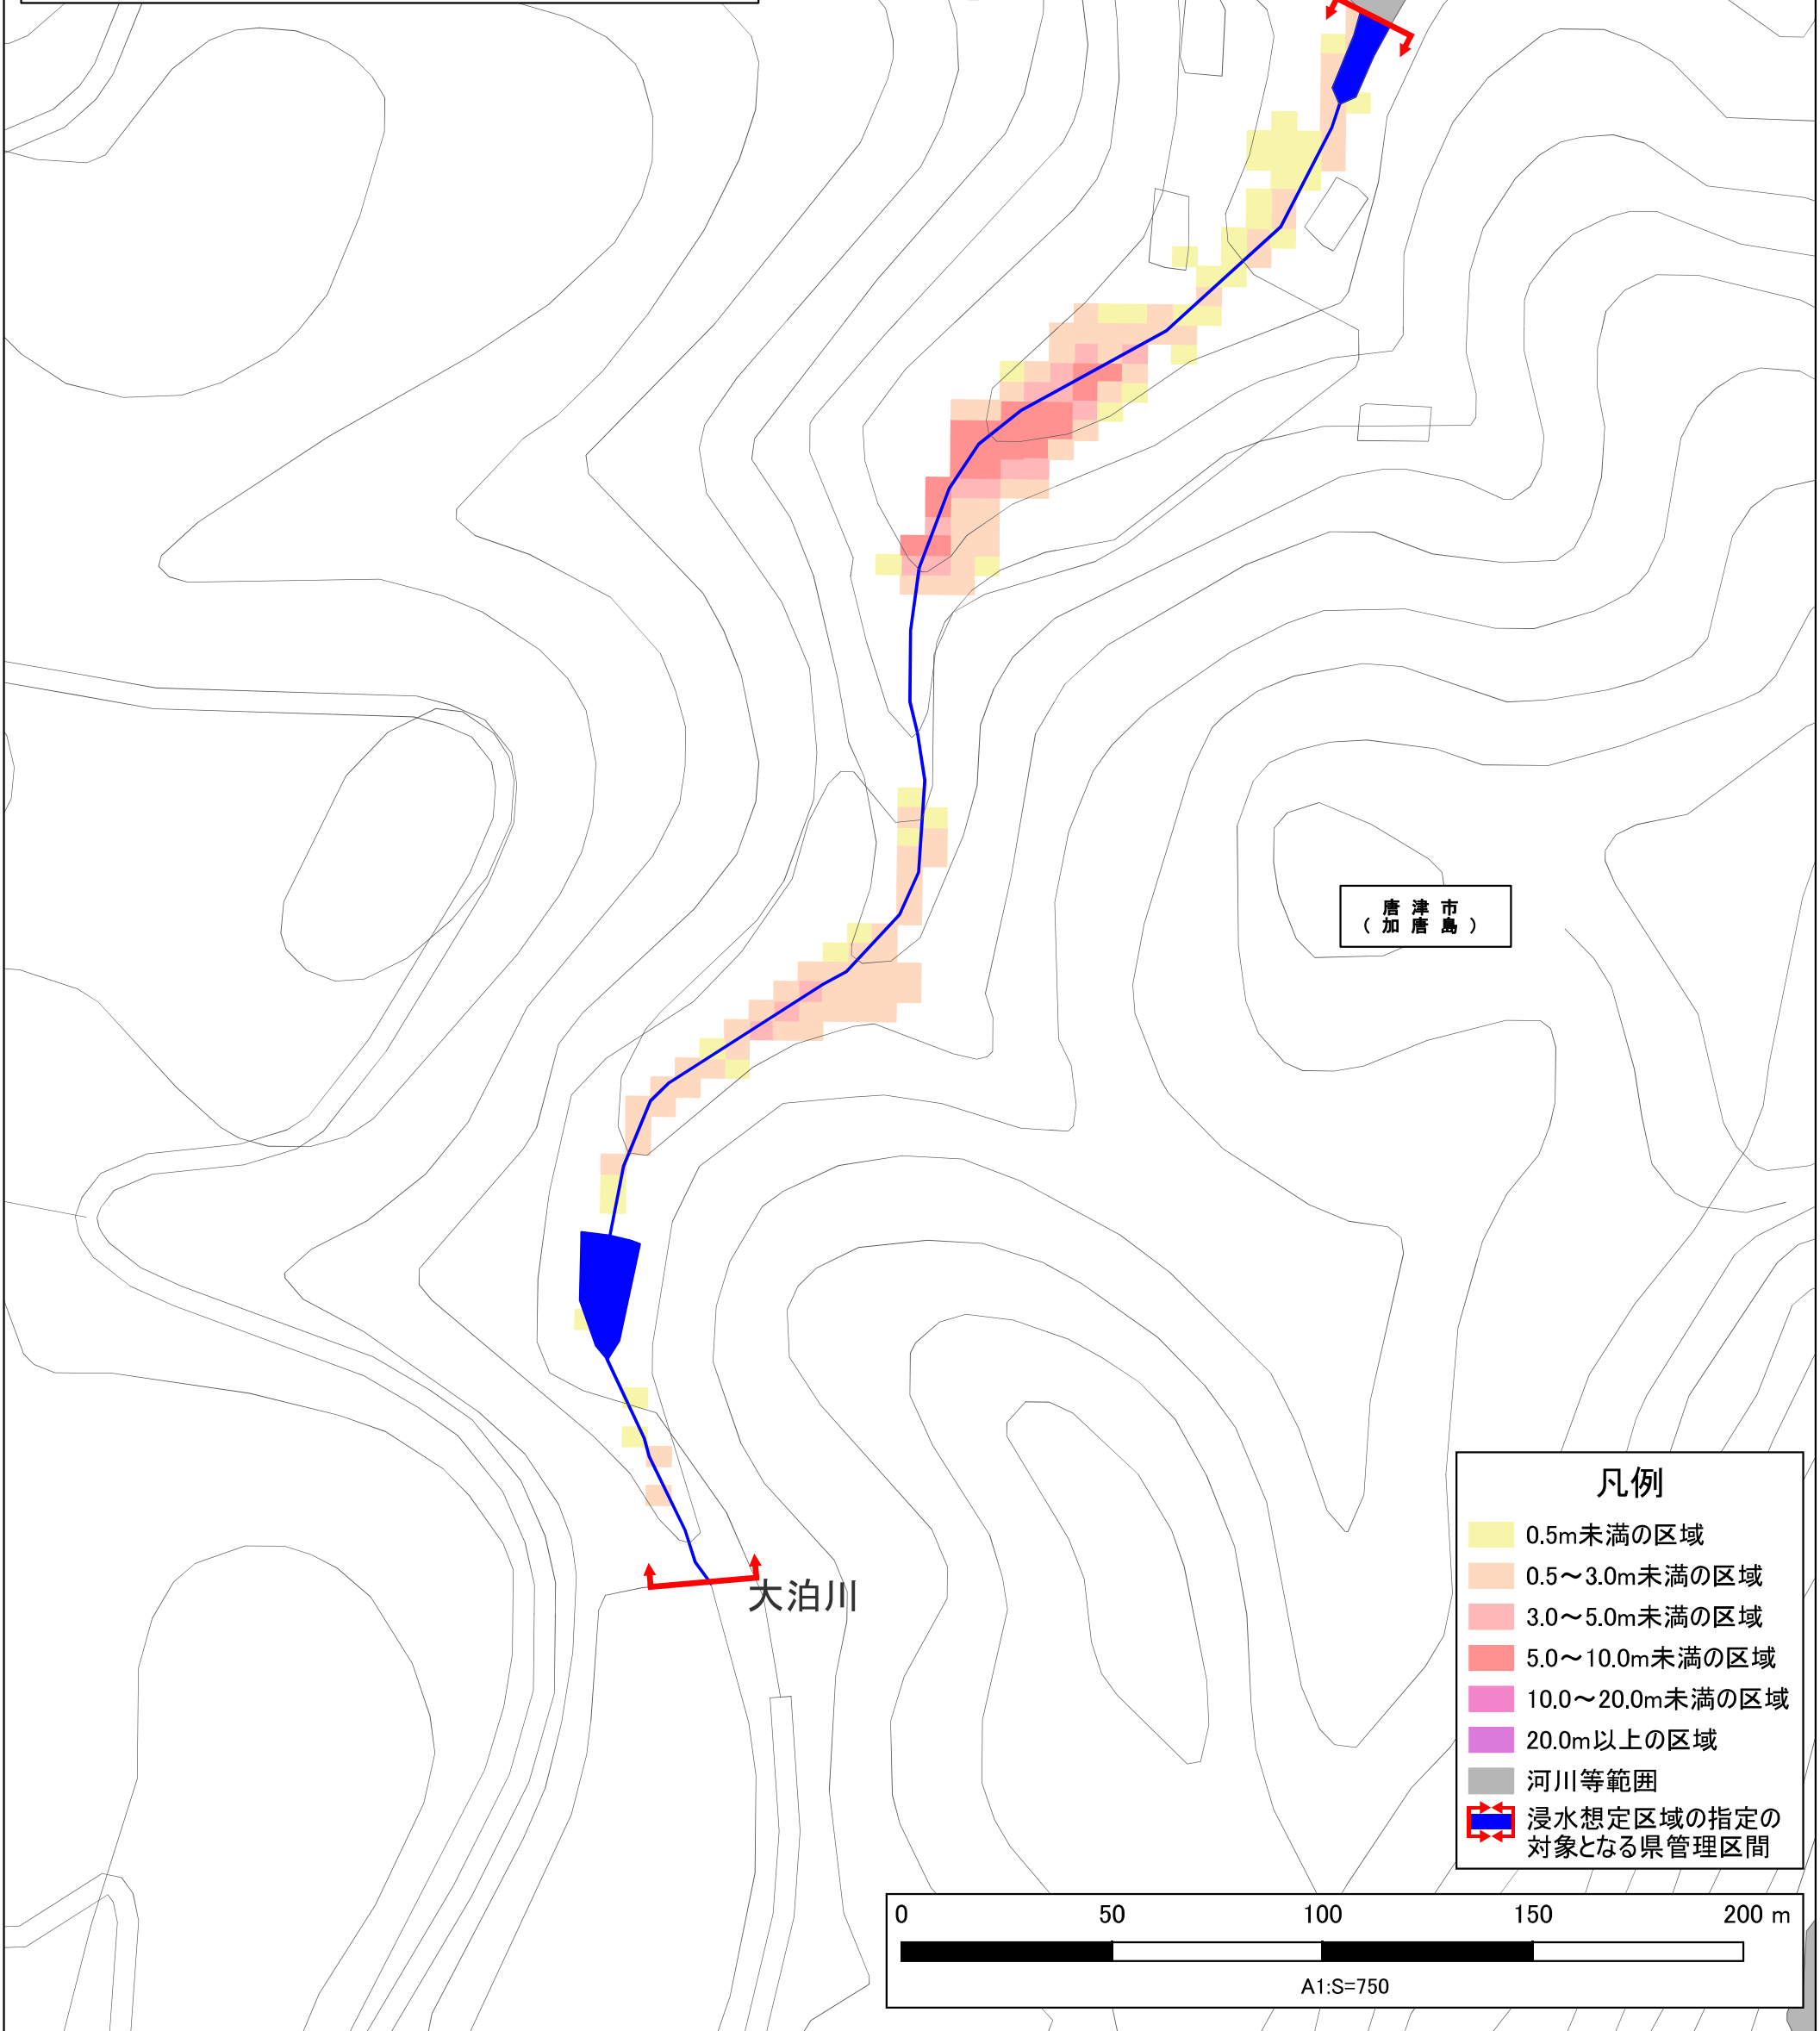 唐津市
(加唐島)
大泊川
凡例
0.5m未満の区域
0.5～3.0m未満の区域
3.0～5.0m未満の区域
5.0～10.0m未満の区域
10.0～20.0m未満の区域
20.0m以上の区域
河川等範囲
浸水想定区域の指定の
対象となる県管理区間
0 50 100 150 200 m
A1:S=750